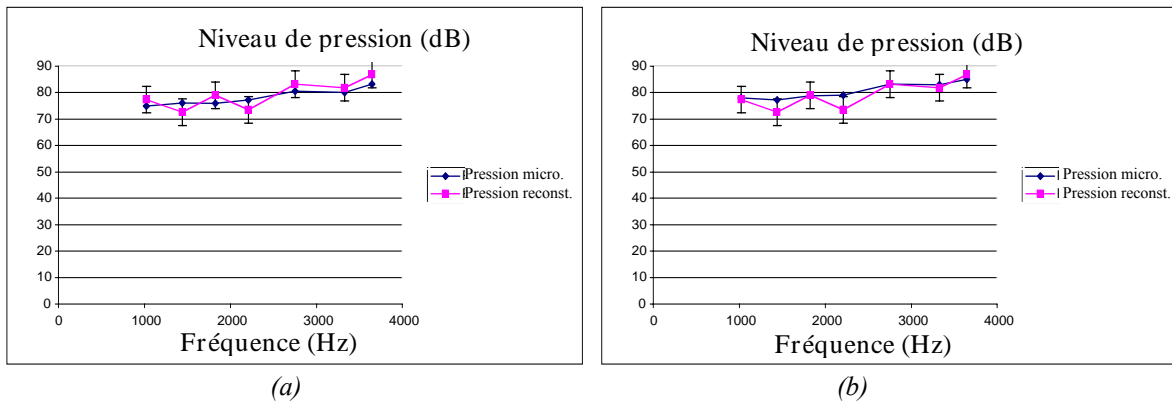 Niveau de pression (dB)
90
80
70
60
50
40
30
20
10
0
0 1000 2000 3000 4000
Fréquence (Hz)
Pression micro.
Pression reconst.
(a)
Niveau de pression (dB)
90
80
70
60
50
40
30
20
10
0
0 1000 2000 3000 4000
Fréquence (Hz)
Pression micro.
Pression reconst.
(b)